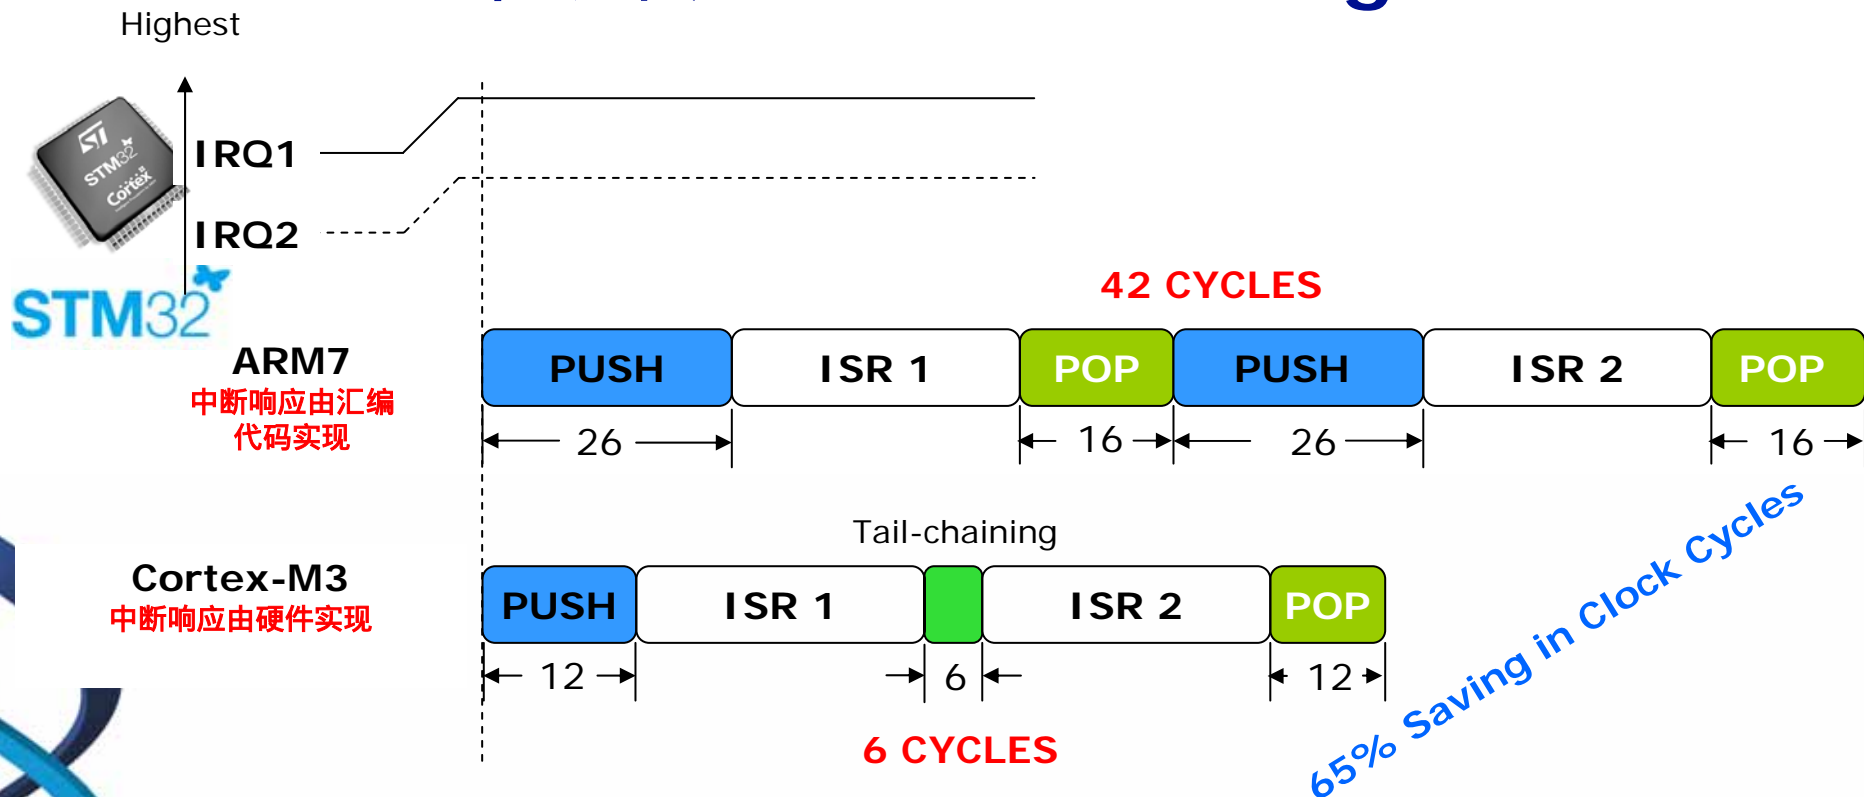 Highest
STM32
Cortex
IRQ1
IRQ2
STM32
42 CYCLES
ARM7
中断响应由汇编
代码实现
PUSH
ISR 1
POP
PUSH
ISR 2
POP
26
16
26
16
Tail-chaining
Cortex-M3
中断响应由硬件实现
PUSH
ISR 1
ISR 2
POP
12
6
12
6 CYCLES
65% Saving in Clock Cycles